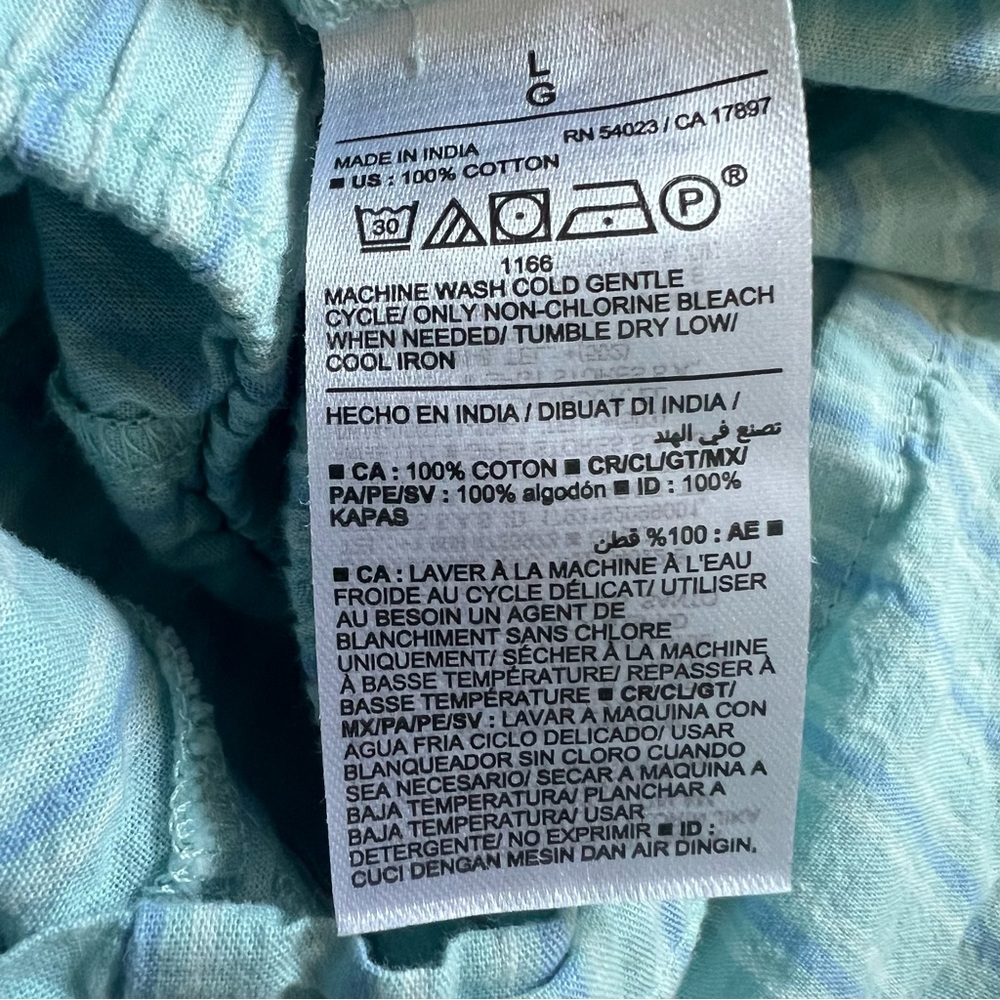 L
G
RN 54023 / CA 17897
MADE IN INDIA
■ US : 100% COTTON
30 P ®
1166
MACHINE WASH COLD GENTLE
CYCLE/ ONLY NON-CHLORINE BLEACH
WHEN NEEDED/ TUMBLE DRY LOW/
COOL IRON
HECHO EN INDIA / DIBUAT DI INDIA /
تصنع في الهند
■ CA : 100% COTON ■ CR/CL/GT/MX/
PA/PE/SV : 100% algodón ■ ID : 100%
KAPAS
■ AE : 100% قطن
■ CA : LAVER À LA MACHINE À L'EAU
FROIDE AU CYCLE DÉLICAT/ UTILISER
AU BESOIN UN AGENT DE
BLANCHIMENT SANS CHLORE
UNIQUEMENT/ SÉCHER À LA MACHINE
À BASSE TEMPÉRATURE/ REPASSER À
BASSE TEMPÉRATURE ■ CR/CL/GT/
MX/PA/PE/SV : LAVAR A MAQUINA CON
AGUA FRIA CICLO DELICADO/ USAR
BLANQUEADOR SIN CLORO CUANDO
SEA NECESARIO/ SECAR A MAQUINA A
BAJA TEMPERATURA/ PLANCHAR A
BAJA TEMPERATURA/ USAR
DETERGENTE/ NO EXPRIMIR ■ ID :
CUCI DENGAN MESIN DAN AIR DINGIN.